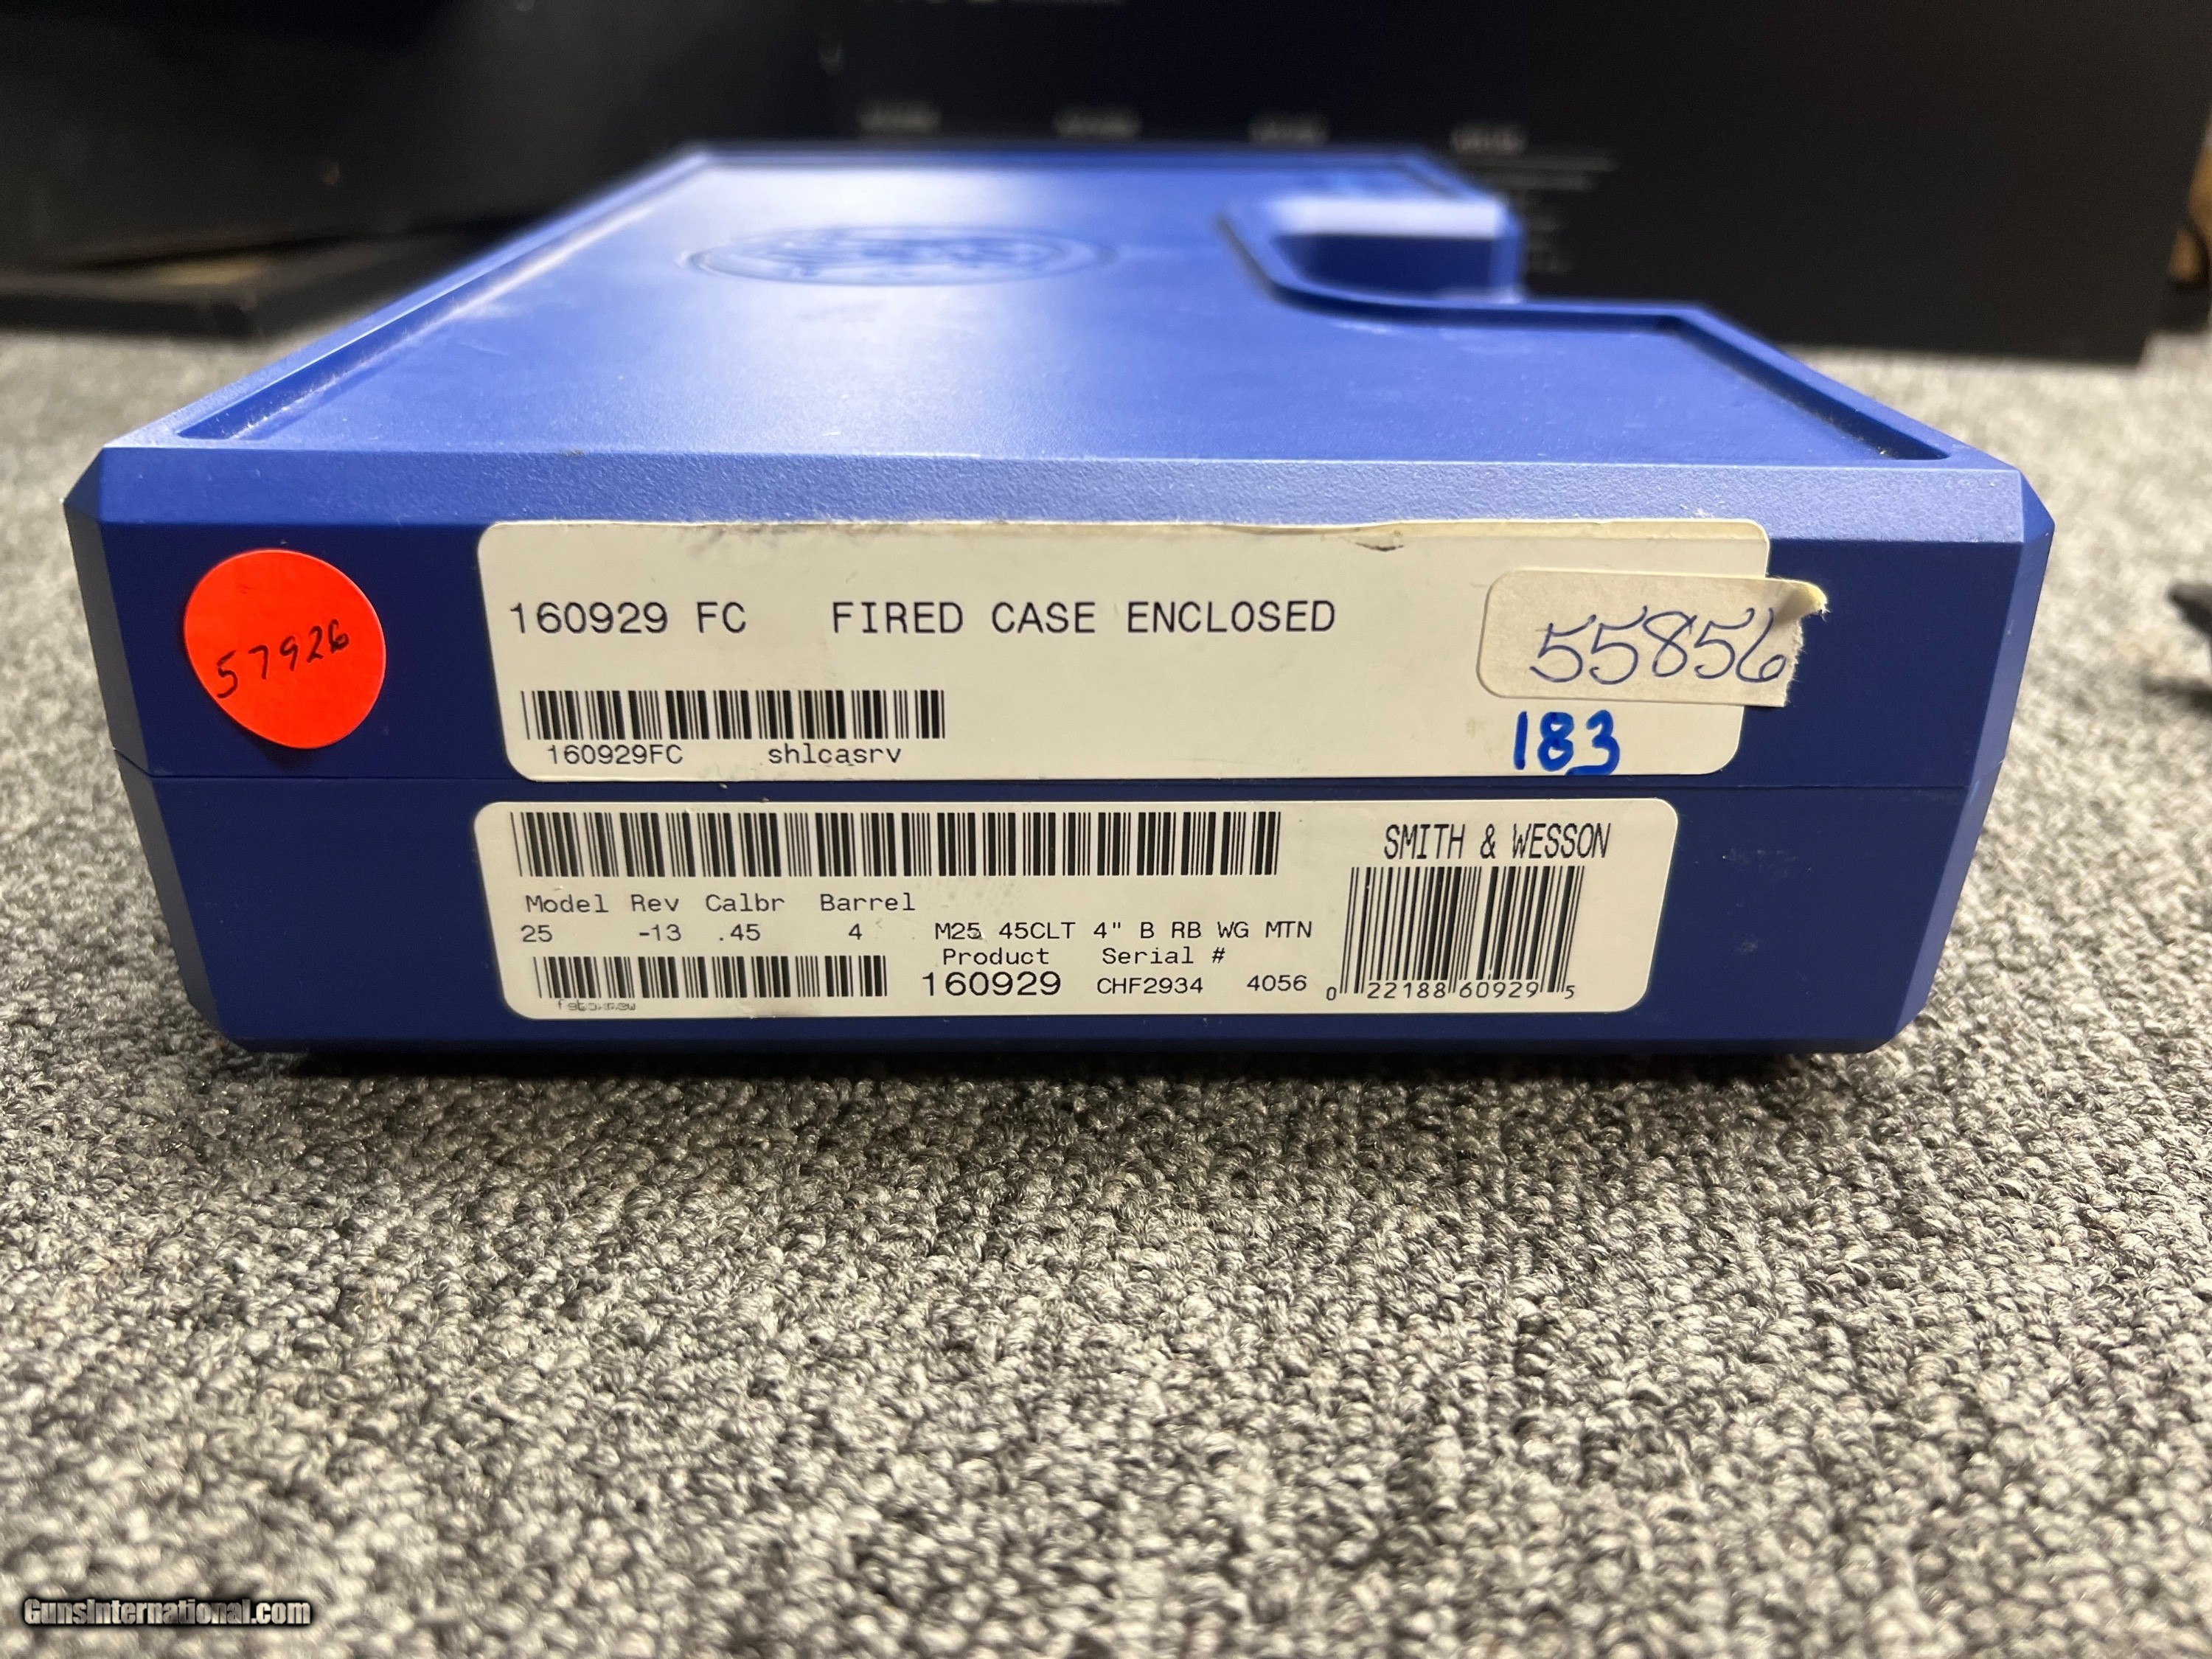 57926
160929 FC FIRED CASE ENCLOSED
55856
183
160929FC shlcasrv
SMITH & WESSON
Model Rev Calbr Barrel
25 -13 .45 4 M25 45CLT 4" B RB WG MTN
Product Serial #
160929 CHF2934 4056
0 22188 60929 5
GunsInternational.com